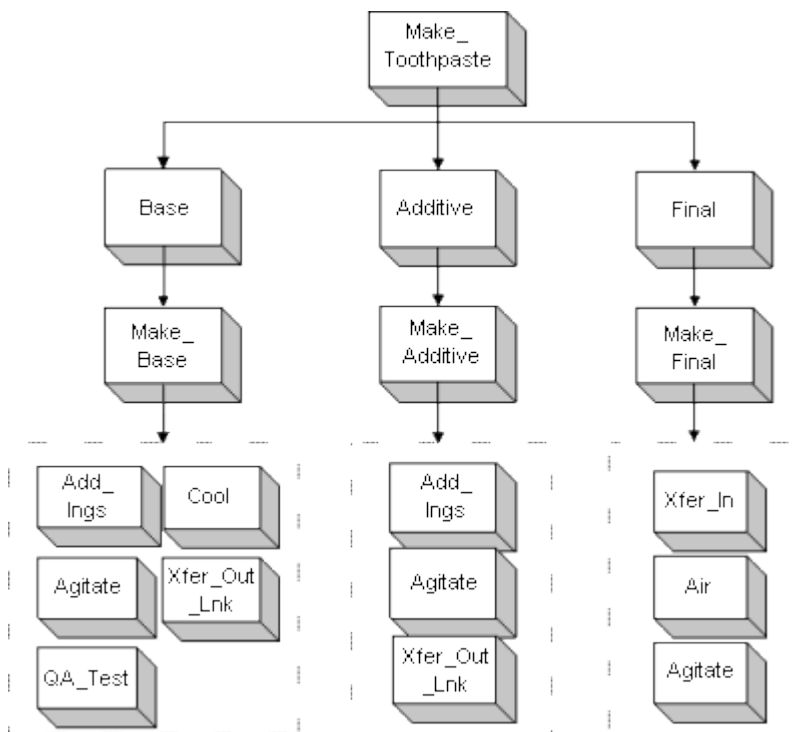 Make_
Toothpaste
Base
Additive
Final
Make_
Base
Make_
Additive
Make_
Final
Add_
Ings
Cool
Agitate
Xfer_Out
_Lnk
QA_Test
Add_
Ings
Agitate
Xfer_Out
_Lnk
Xfer_In
Air
Agitate